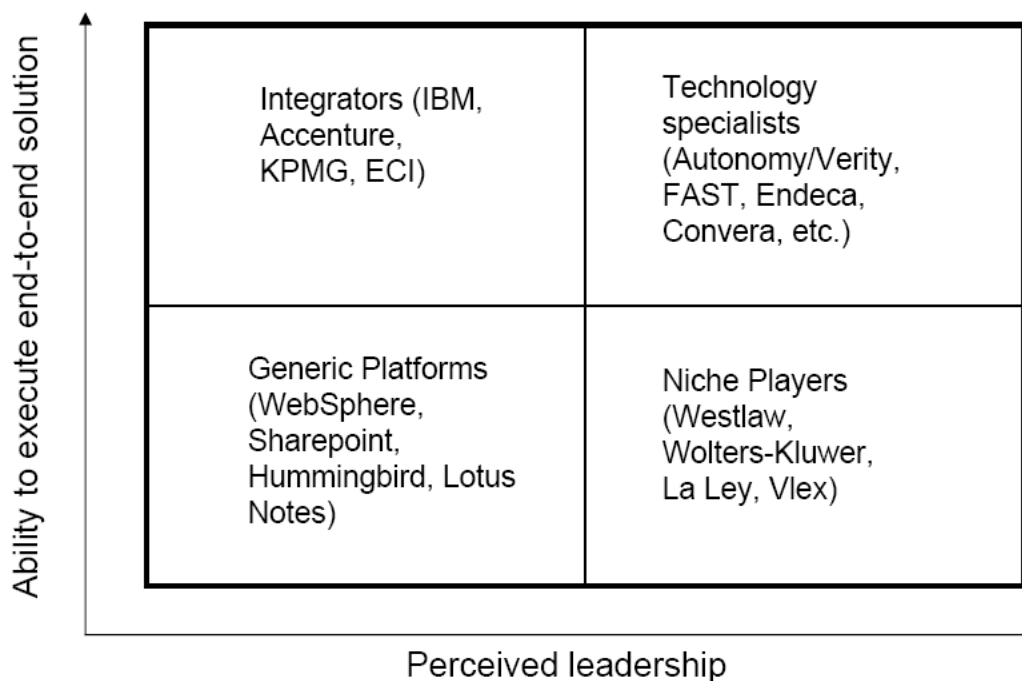 Ability to execute end-to-end solution
Integrators (IBM,
Accenture,
KPMG, ECI)
Technology
specialists
(Autonomy/Verity,
FAST, Endeca,
Convera, etc.)
Generic Platforms
(WebSphere,
Sharepoint,
Hummingbird, Lotus
Notes)
Niche Players
(Westlaw,
Wolters-Kluwer,
La Ley, Vlex)
Perceived leadership